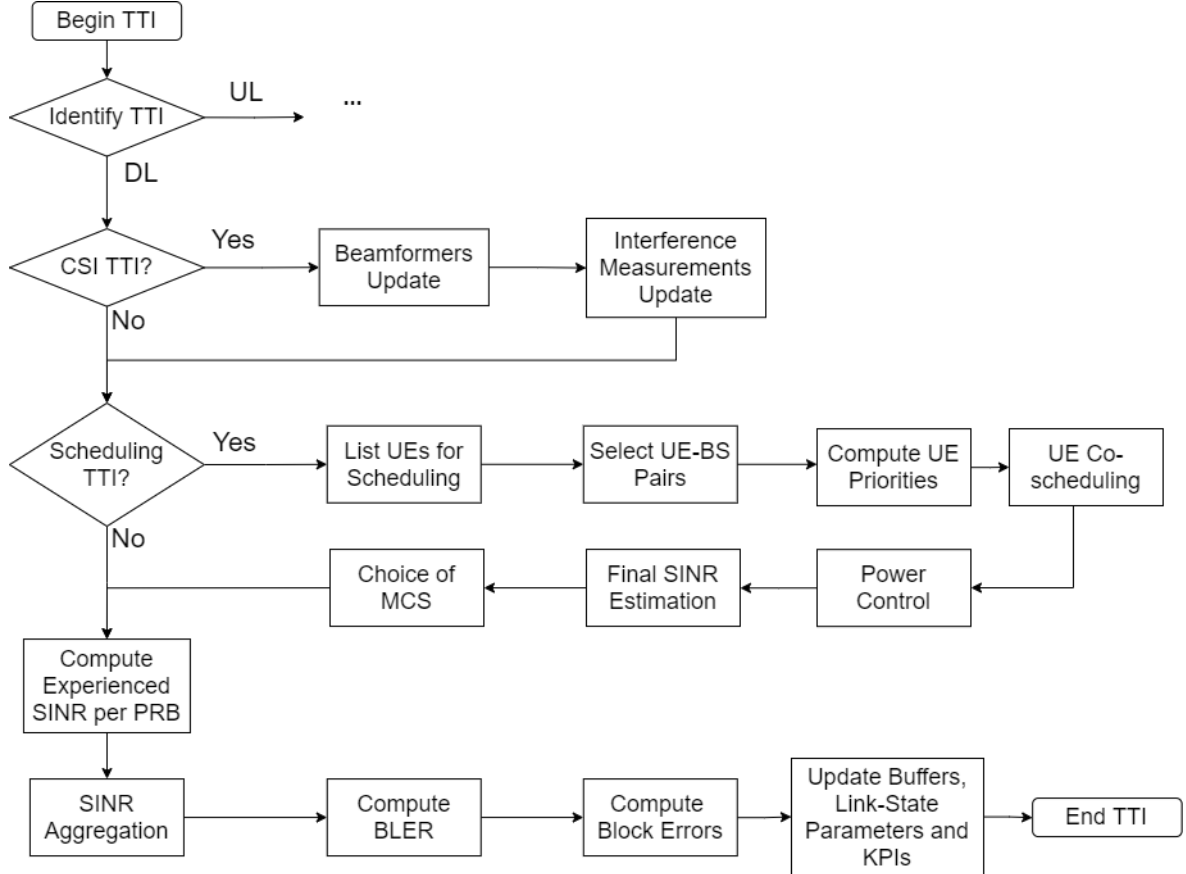 Begin TTI
Identify TTI
UL
...
DL
CSI TTI?
Yes
Beamformers
Update
Interference
Measurements
Update
No
Scheduling
TTI?
Yes
List UEs for
Scheduling
Select UE-BS
Pairs
Compute UE
Priorities
UE Co-
scheduling
No
Choice of
MCS
Final SINR
Estimation
Power
Control
Compute
Experienced
SINR per PRB
SINR
Aggregation
Compute
BLER
Compute
Block Errors
Update Buffers,
Link-State
Parameters and
KPIs
End TTI